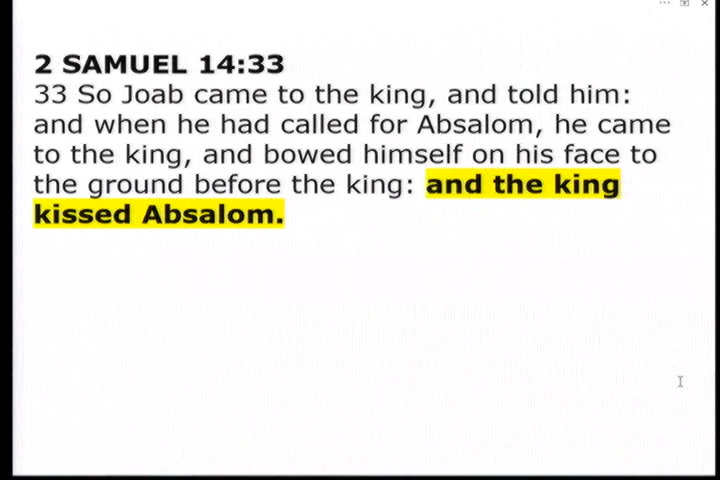 2 SAMUEL 14:33
33 So Joab came to the king, and told him:
and when he had called for Absalom, he came
to the king, and bowed himself on his face to
the ground before the king: and the king
kissed Absalom.